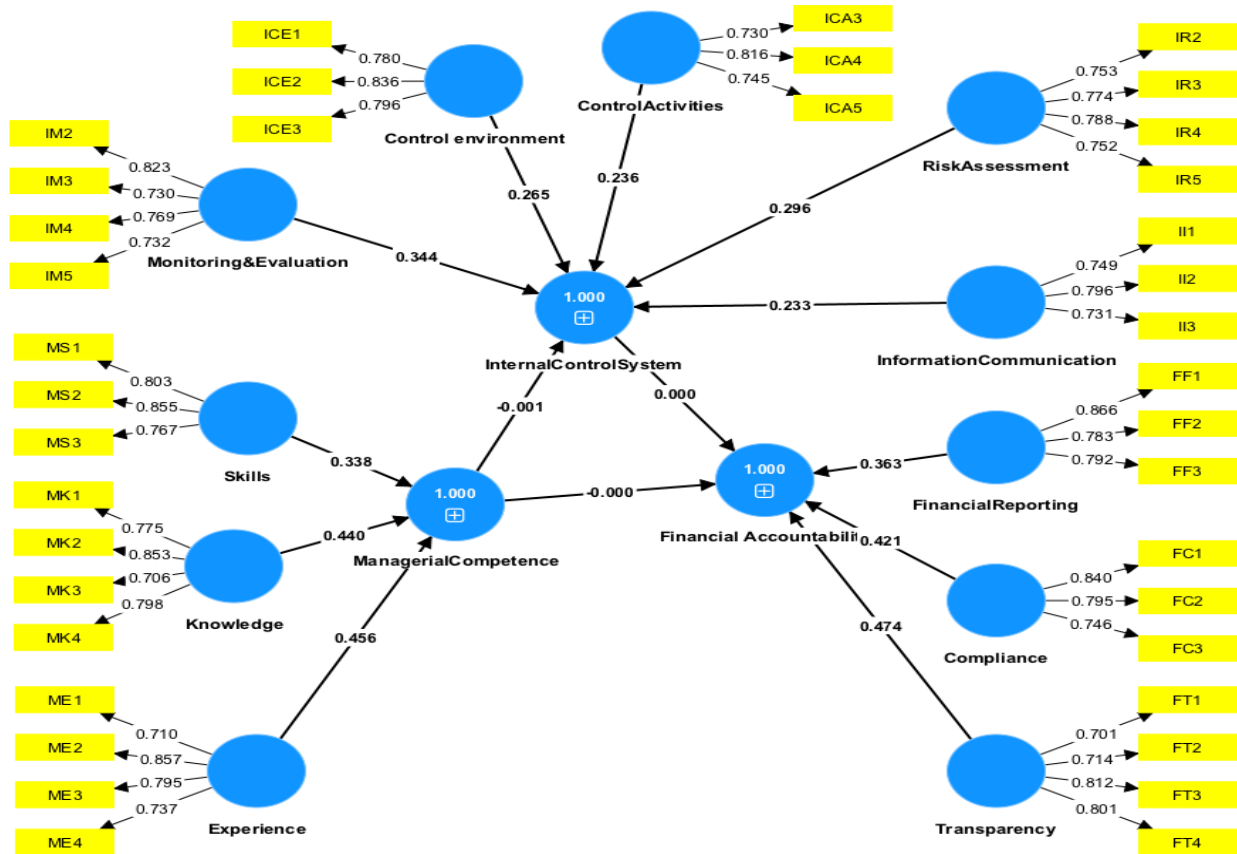 ICE1
ICE2
ICE3
0.780
0.836
0.796
Control environment
ICA3
ICA4
ICA5
0.730
0.816
0.745
ControlActivities
IR2
IR3
IR4
IR5
0.753
0.774
0.788
0.752
RiskAssessment
IM2
IM3
IM4
IM5
0.823
0.730
0.769
0.732
Monitoring&Evaluation
0.265
0.236
0.296
0.344
0.233
1.000
InternalControlSystem
II1
II2
II3
0.749
0.796
0.731
InformationCommunication
MS1
MS2
MS3
0.803
0.855
0.767
Skills
-0.001
0.000
0.338
FF1
FF2
FF3
0.866
0.783
0.792
FinancialReporting
0.363
MK1
MK2
MK3
MK4
0.775
0.853
0.706
0.798
Knowledge
0.440
1.000
ManagerialCompetence
-0.000
1.000
Financial Accountabili
0.421
FC1
FC2
FC3
0.840
0.795
0.746
Compliance
0.456
0.474
ME1
ME2
ME3
ME4
0.710
0.857
0.795
0.737
Experience
FT1
FT2
FT3
FT4
0.701
0.714
0.812
0.801
Transparency